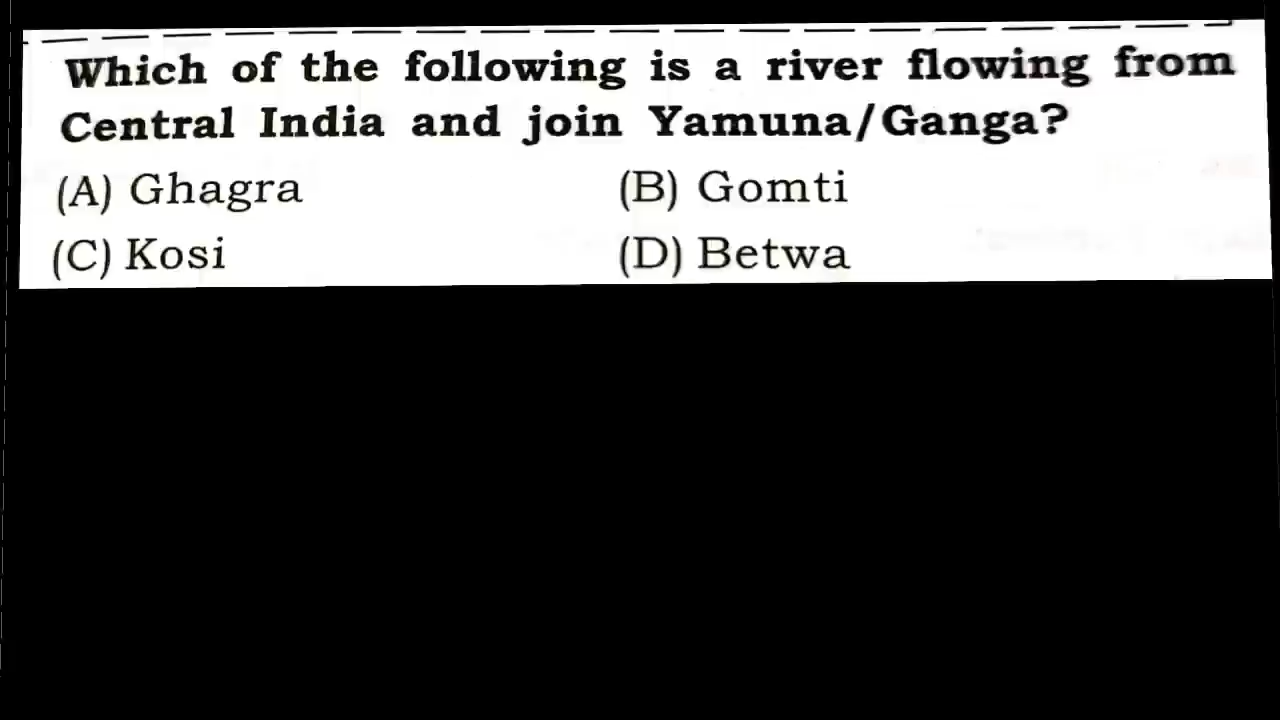 Which of the following is a river flowing from
Central India and join Yamuna/Ganga?
(A) Ghagra (B) Gomti
(C) Kosi (D) Betwa